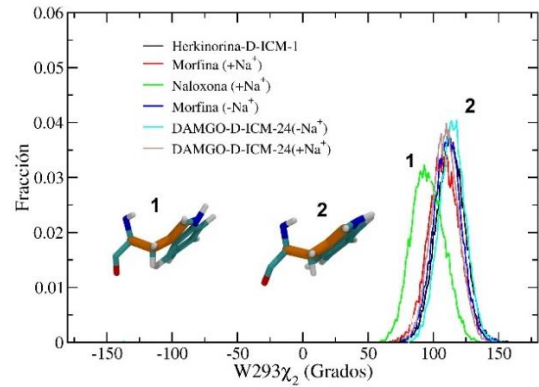 0.06
0.05
0.04
0.03
0.02
0.01
0
Fracción
Herkinorina-D-ICM-1
Morfina (+Na⁺)
Naloxona (+Na⁺)
Morfina (-Na⁺)
DAMGO-D-ICM-24(-Na⁺)
DAMGO-D-ICM-24(+Na⁺)
2
1
1
2
-150 -100 -50 0 50 100 150
W293χ₂ (Grados)